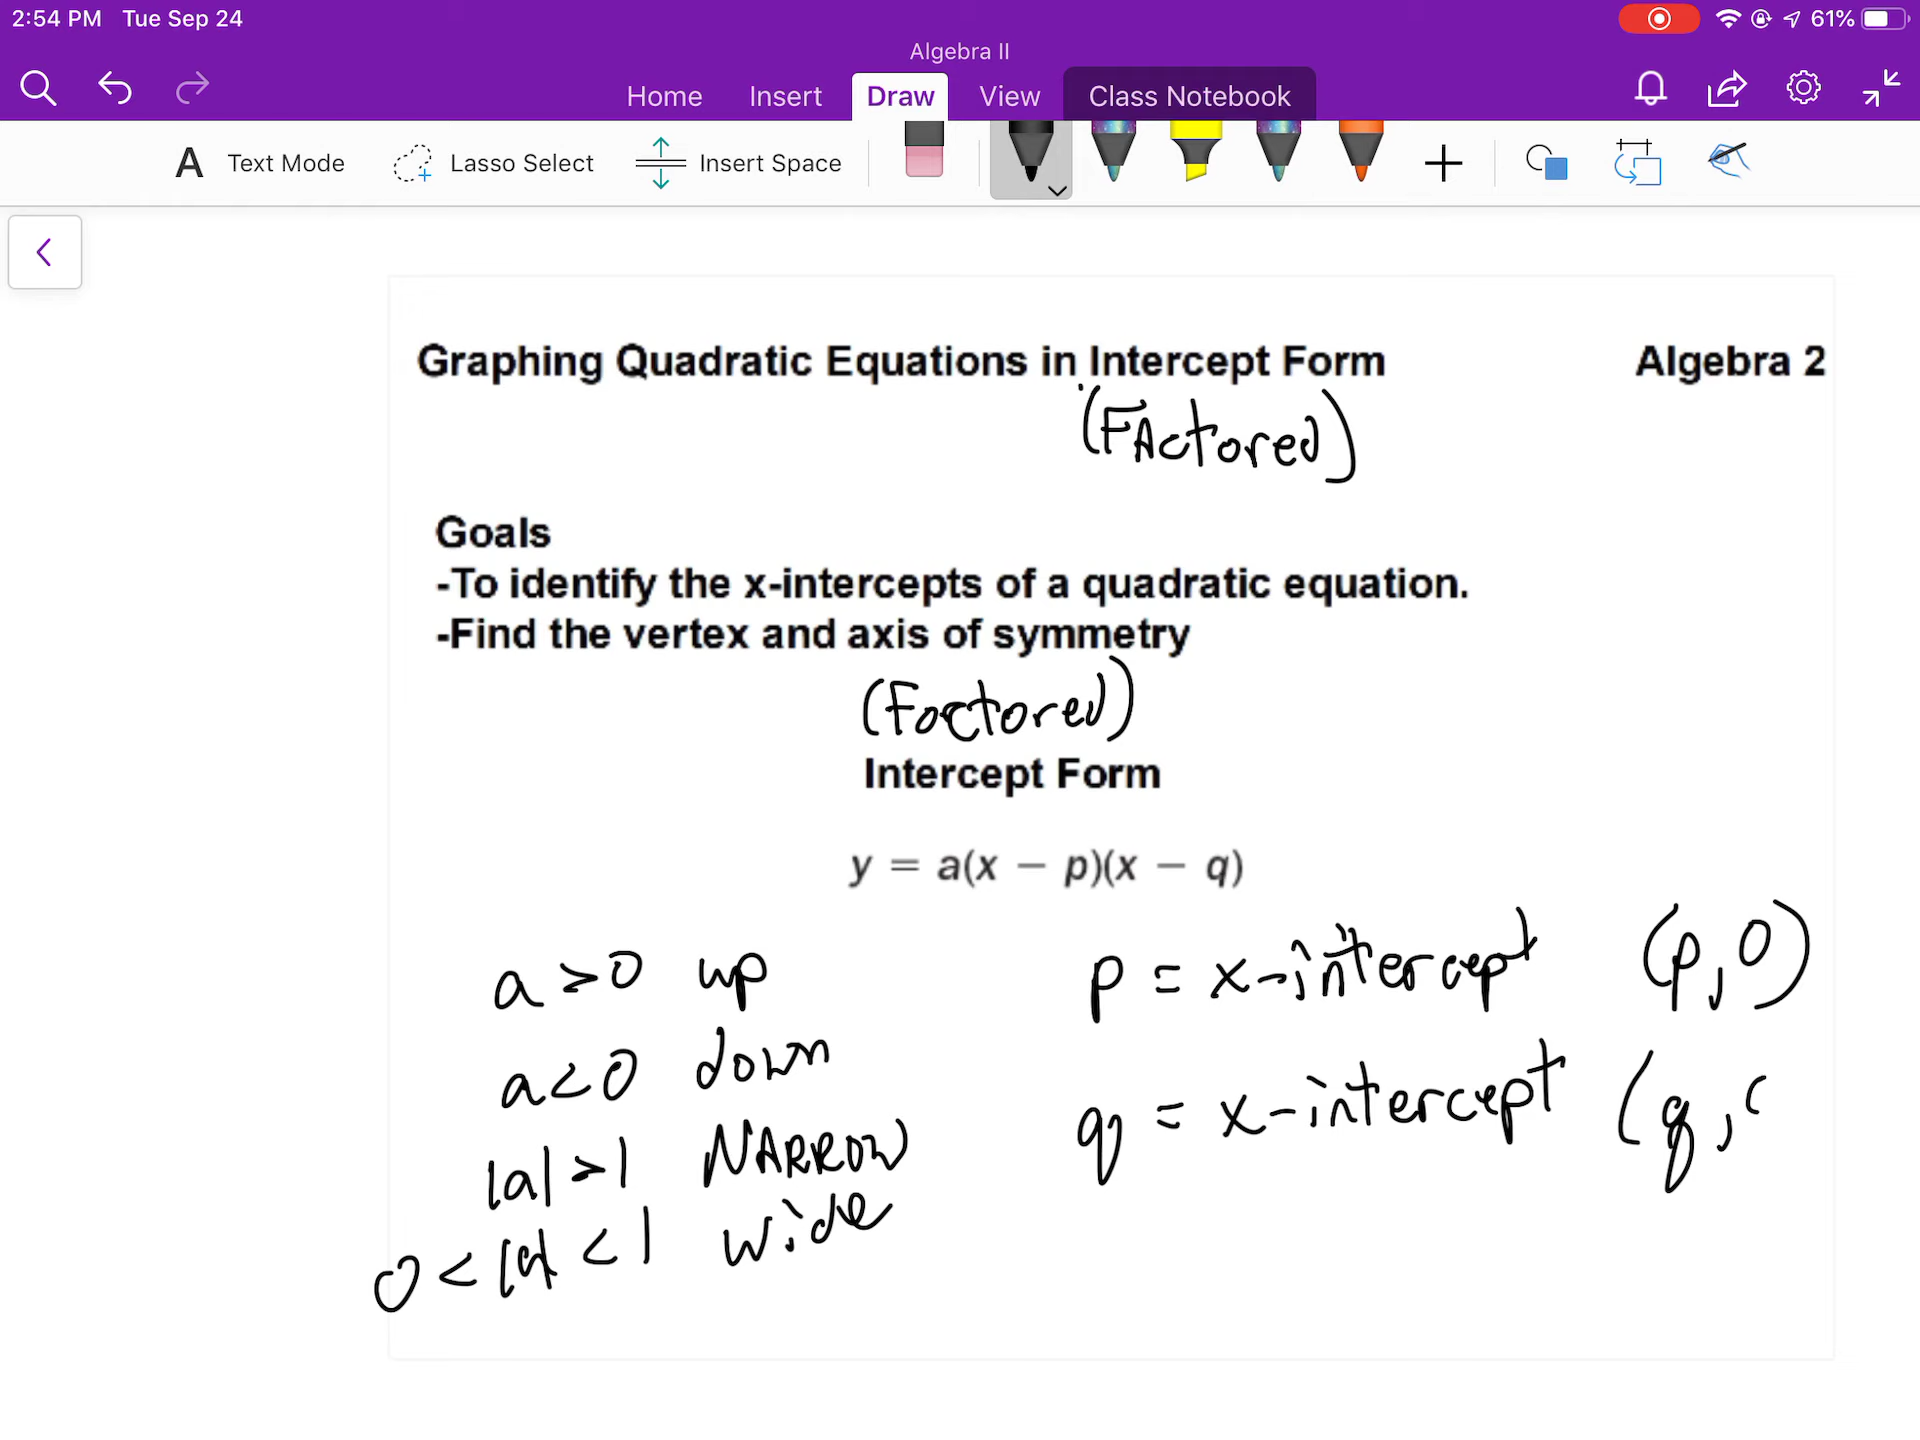 2:54 PM Tue Sep 24
61%
Algebra II
Home Insert Draw View Class Notebook
A Text Mode Lasso Select Insert Space
Graphing Quadratic Equations in Intercept Form Algebra 2
(FActored)
Goals
-To identify the x-intercepts of a quadratic equation.
-Find the vertex and axis of symmetry
(Factored)
Intercept Form
y = a(x − p)(x − q)
a > 0 up p = x-intercept (p,0)
a < 0 down q = x-intercept (q,
|a| > 1 NARROW
0 < |a| < 1 wide